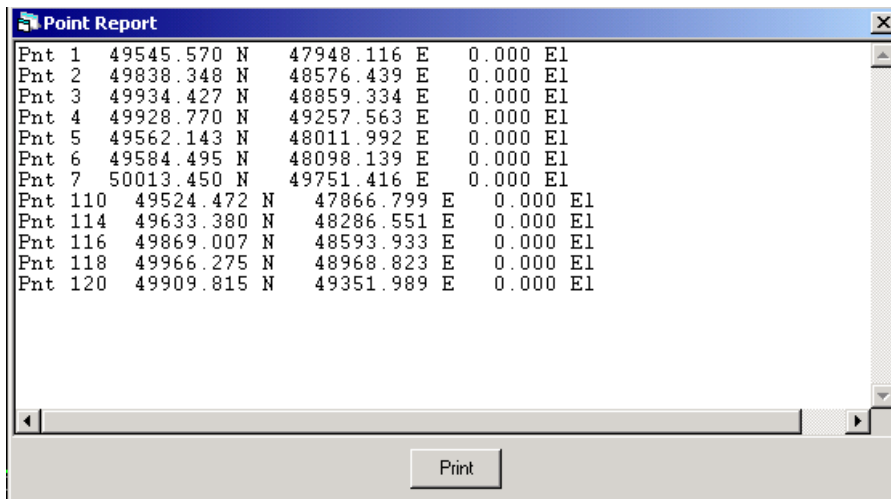 Point Report
Pnt 1 49545.570 N 47948.116 E 0.000 El
Pnt 2 49838.348 N 48576.439 E 0.000 El
Pnt 3 49934.427 N 48859.334 E 0.000 El
Pnt 4 49928.770 N 49257.563 E 0.000 El
Pnt 5 49562.143 N 48011.992 E 0.000 El
Pnt 6 49584.495 N 48098.139 E 0.000 El
Pnt 7 50013.450 N 49751.416 E 0.000 El
Pnt 110 49524.472 N 47866.799 E 0.000 El
Pnt 114 49633.380 N 48286.551 E 0.000 El
Pnt 116 49869.007 N 48593.933 E 0.000 El
Pnt 118 49966.275 N 48968.823 E 0.000 El
Pnt 120 49909.815 N 49351.989 E 0.000 El
Print